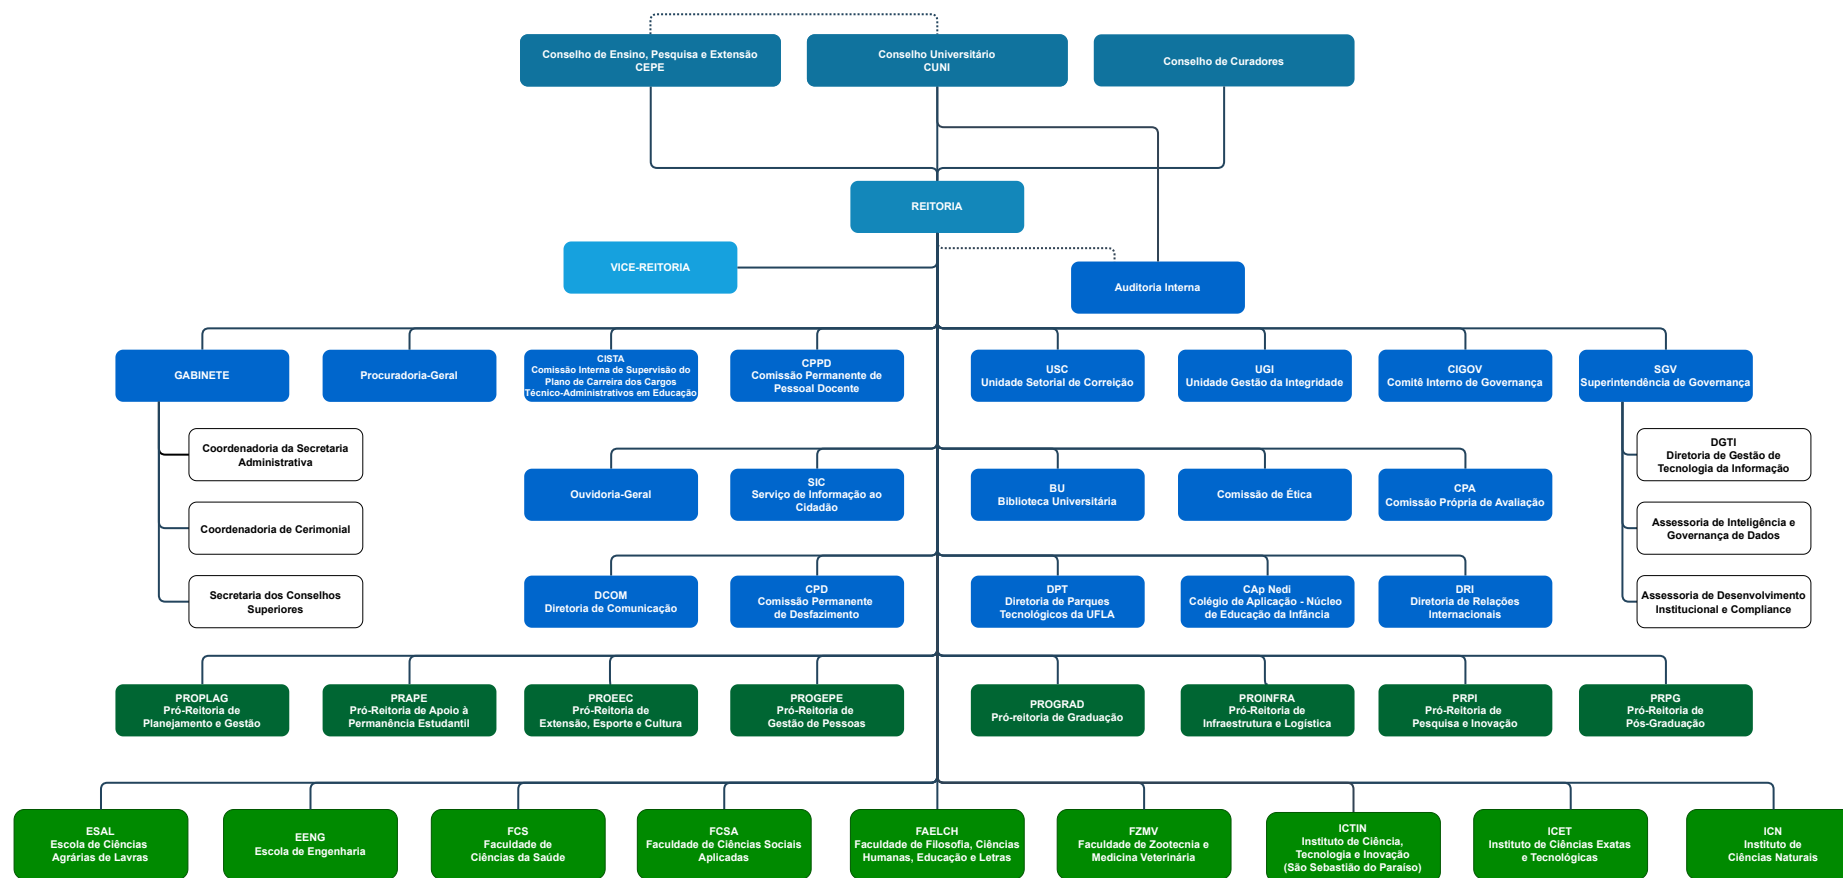 Conselho de Ensino, Pesquisa e Extensão
CEPE
Conselho Universitário
CUNI
Conselho de Curadores
REITORIA
VICE-REITORIA
Auditoria Interna
GABINETE
Procuradoria-Geral
CISTA
Comissão Interna de Supervisão do
Plano de Carreira dos Cargos
Técnico-Administrativos em Educação
CPPD
Comissão Permanente de
Pessoal Docente
USC
Unidade Setorial de Correição
UGI
Unidade Gestão da Integridade
CIGOV
Comitê Interno de Governança
SGV
Superintendência de Governança
Coordenadoria da Secretaria
Administrativa
Coordenadoria de Cerimonial
Secretaria dos Conselhos
Superiores
DGTI
Diretoria de Gestão de
Tecnologia da Informação
Assessoria de Inteligência e
Governança de Dados
Assessoria de Desenvolvimento
Institucional e Compliance
Ouvidoria-Geral
SIC
Serviço de Informação ao
Cidadão
BU
Biblioteca Universitária
Comissão de Ética
CPA
Comissão Própria de Avaliação
DCOM
Diretoria de Comunicação
CPD
Comissão Permanente
de Desfazimento
DPT
Diretoria de Parques
Tecnológicos da UFLA
CAp Nedi
Colégio de Aplicação - Núcleo
de Educação da Infância
DRI
Diretoria de Relações
Internacionais
PROPLAG
Pró-Reitoria de
Planejamento e Gestão
PRAPE
Pró-Reitoria de Apoio à
Permanência Estudantil
PROEEC
Pró-Reitoria de
Extensão, Esporte e Cultura
PROGEPE
Pró-Reitoria de
Gestão de Pessoas
PROGRAD
Pró-reitoria de Graduação
PROINFRA
Pró-Reitoria de
Infraestrutura e Logística
PRPI
Pró-Reitoria de
Pesquisa e Inovação
PRPG
Pró-Reitoria de
Pós-Graduação
ESAL
Escola de Ciências
Agrárias de Lavras
EENG
Escola de Engenharia
FCS
Faculdade de
Ciências da Saúde
FCSA
Faculdade de Ciências Sociais
Aplicadas
FAELCH
Faculdade de Filosofia, Ciências
Humanas, Educação e Letras
FZMV
Faculdade de Zootecnia e
Medicina Veterinária
ICTIN
Instituto de Ciência,
Tecnologia e Inovação
(São Sebastião do Paraíso)
ICET
Instituto de Ciências Exatas
e Tecnológicas
ICN
Instituto de
Ciências Naturais